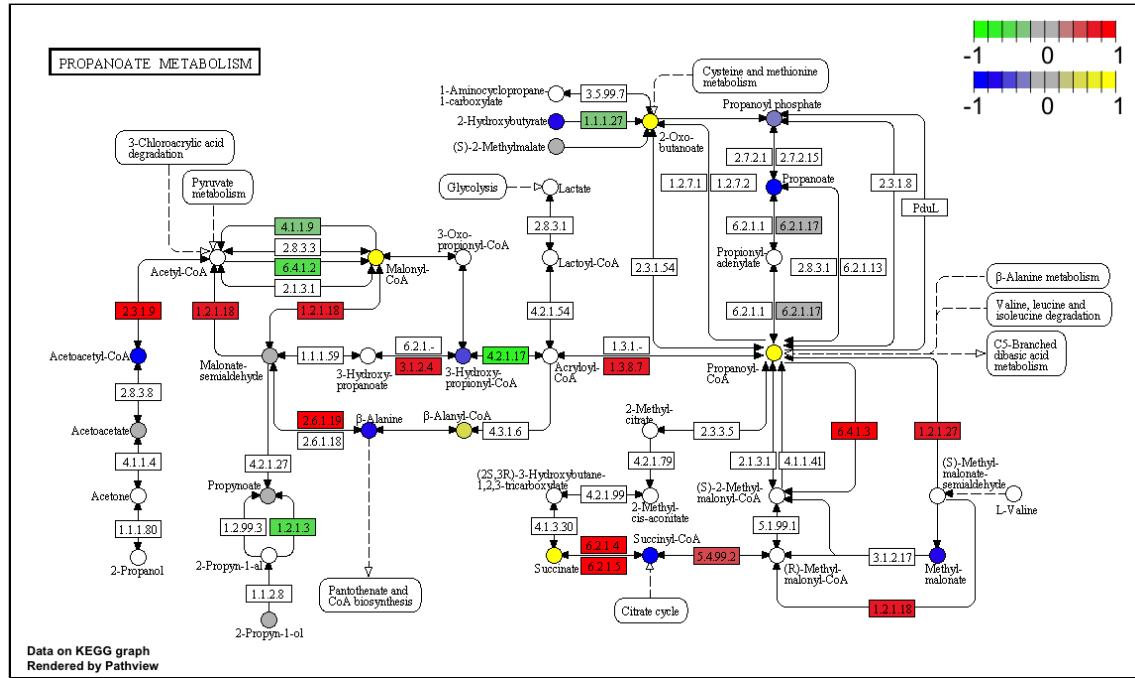 PROPANOATE METABOLISM
-1 0 1
-1 0 1
Cysteine and methionine
metabolism
1-Aminocyclopropane
1-carboxylate
3.5.99.7
Propanoyl phosphate
2-Hydroxybutyrate
1.1.1.27
2-Oxo-
butanoate
(S)-2-Methylmalate
3-Chloroacrylic acid
degradation
Pyruvate
metabolism
Glycolysis
Lactate
2.7.2.1
2.7.2.15
1.2.7.1
1.2.7.2
Propanoate
2.3.1.8
PduL
4.1.1.9
2.8.3.3
6.4.1.2
2.1.3.1
Acetyl-CoA
Malonyl-
CoA
3-Oxo-
propionyl-CoA
2.8.3.1
Lactoyl-CoA
6.2.1.1
6.2.1.17
Propionyl-
adenylate
2.3.1.54
2.8.3.1
6.2.1.13
β-Alanine metabolism
Valine, leucine and
isoleucine degradation
C5-Branched
dibasic acid
metabolism
2.3.1.9
1.2.1.18
1.2.1.18
4.2.1.54
6.2.1.1
6.2.1.17
Acetoacetyl-CoA
Malonate-
semialdehyde
1.1.1.59
3-Hydroxy-
propanoate
6.2.1.-
3.1.2.4
3-Hydroxy-
propionyl-CoA
4.2.1.17
Acryloyl-
CoA
1.3.1.-
1.3.8.7
Propanoyl-
CoA
2.8.3.8
Acetoacetate
2.6.1.19
2.6.1.18
β-Alanine
β-Alanyl-CoA
4.3.1.6
2-Methyl-
citrate
2.3.3.5
6.4.1.3
1.2.1.27
4.1.1.4
Acetone
4.2.1.27
Propynoate
4.2.1.79
2.1.3.1
4.1.1.41
(2S,3R)-3-Hydroxybutane-
1,2,3-tricarboxylate
4.2.1.99
2-Methyl-
cis-aconitate
(S)-2-Methyl-
malonyl-CoA
(S)-Methyl-
malonate-
semialdehyde
L-Valine
1.1.1.80
2-Propanol
1.2.99.3
1.2.1.3
2-Propyn-1-al
4.1.3.30
Succinate
6.2.1.4
6.2.1.5
Succinyl-CoA
5.4.99.2
5.1.99.1
(R)-Methyl-
malonyl-CoA
3.1.2.17
Methyl-
malonate
1.1.2.8
2-Propyn-1-ol
Pantothenate and
CoA biosynthesis
Citrate cycle
1.2.1.18
Data on KEGG graph
Rendered by Pathview